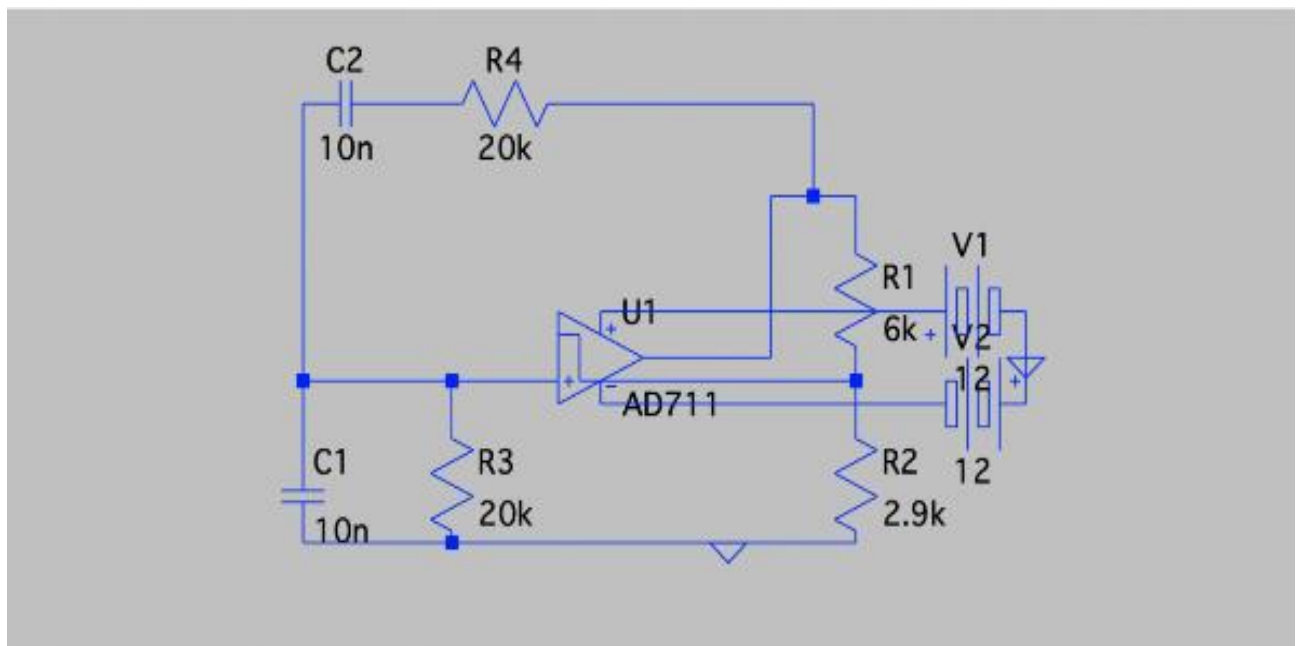 C2
R4
10n
20k
V1
R1
U1
6k
+
+
V2
12
+
+
−
AD711
C1
R3
R2
12
20k
2.9k
10n